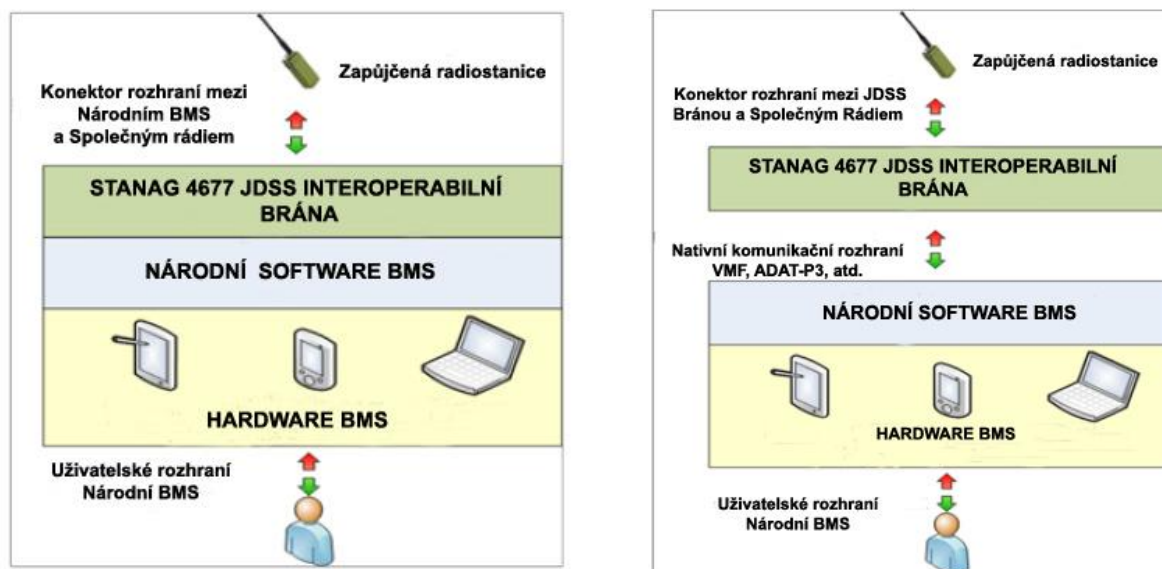 Zapůjčená radiostanice
Konektor rozhraní mezi
Národním BMS
a Společným rádiem
STANAG 4677 JDSS INTEROPERABILNÍ
BRÁNA
NÁRODNÍ SOFTWARE BMS
HARDWARE BMS
Uživatelské rozhraní
Národní BMS
Zapůjčená radiostanice
Konektor rozhraní mezi JDSS
Bránou a Společným Rádiem
STANAG 4677 JDSS INTEROPERABILNÍ
BRÁNA
Nativní komunikační rozhraní
VMF, ADAT-P3, atd.
NÁRODNÍ SOFTWARE BMS
HARDWARE BMS
Uživatelské rozhraní
Národní BMS